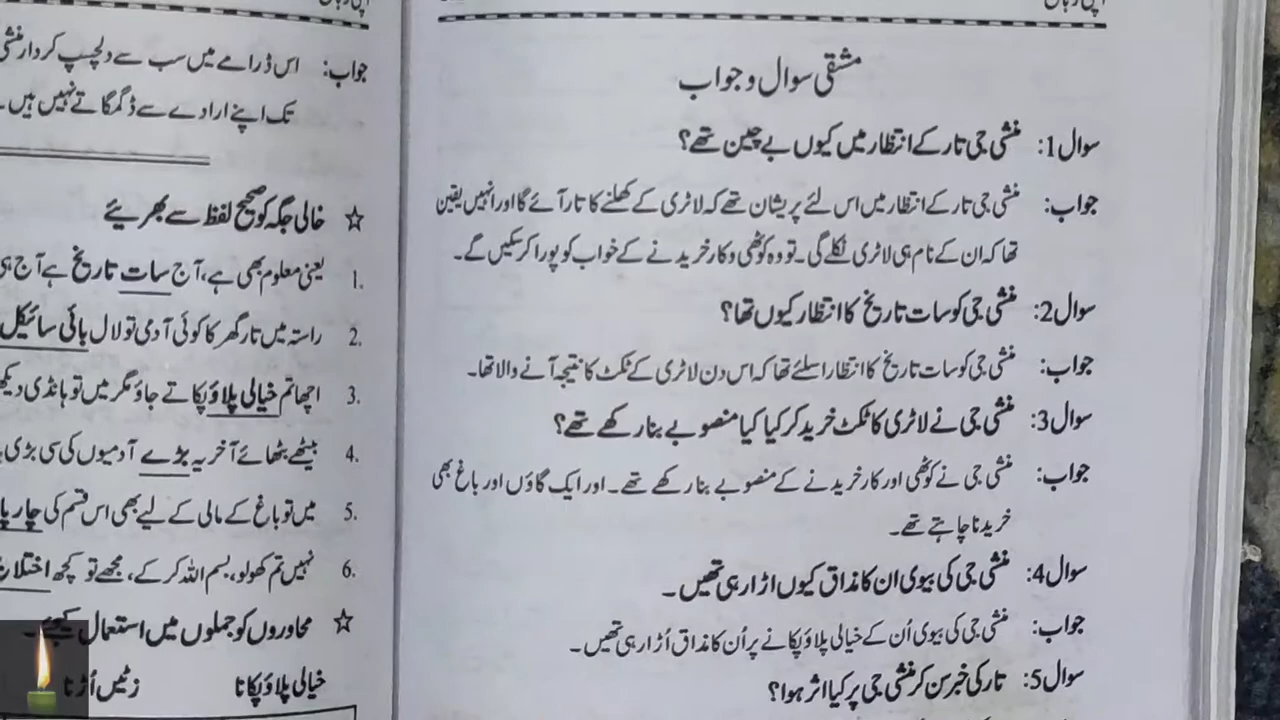 اپنی زبان
مشقی سوال و جواب
سوال 1: منشی جی تار کے انتظار میں کیوں بے چین تھے؟
جواب: منشی جی تار کے انتظار میں اس لئے پریشان تھے کہ لاٹری کے کھلنے کا تار آئے گا اور انہیں یقین
تھا کہ ان کے نام ہی لاٹری نکلے گی۔ تو وہ کوٹھی و کار خریدنے کے خواب کو پورا کر سکیں گے۔
سوال 2: منشی جی کو سات تاریخ کا انتظار کیوں تھا؟
جواب: منشی جی کو سات تاریخ کا انتظار اسلئے تھا کہ اس دن لاٹری کے ٹکٹ کا نتیجہ آنے والا تھا۔
سوال 3: منشی جی نے لاٹری کا ٹکٹ خرید کر کیا کیا منصوبے بنا رکھے تھے؟
جواب: منشی جی نے کوٹھی اور کار خریدنے کے منصوبے بنا رکھے تھے۔ اور ایک گاؤں اور باغ بھی
خریدنا چاہتے تھے۔
سوال 4: منشی جی کی بیوی ان کا مذاق کیوں اڑا رہی تھیں۔
جواب: منشی جی کی بیوی اُن کے خیالی پلاؤ پکانے پر اُن کا مذاق اُڑا رہی تھیں۔
سوال 5: تار کی خبر سن کر منشی جی پر کیا اثر ہوا؟
اپنی زبان
جواب: اس ڈرامے میں سب سے دلچسپ کردار منشی
تک اپنے ارادے سے ڈگمگاتے نہیں ہیں۔
☆ خالی جگہ کو صحیح لفظ سے بھریئے
1. یعنی معلوم بھی ہے، آج سات تاریخ ہے آج ہی
2. راستہ میں تار گھر کا کوئی آدمی تو لال بائی سائیکل
3. اچھا تم خیالی پلاؤ پکاتے جاؤ مگر میں تو ہانڈی
4. بیٹھے بٹھائے آخر یہ بڑے آدمیوں کی سی بڑی
5. میں تو باغ کے مالی کے لیے بھی اس قسم کی
6. نہیں تم کھولو، بسم اللہ کر کے، مجھے تو کچھ
☆ محاوروں کو جملوں میں استعمال کیجیے۔
خیالی پلاؤ پکانا زٹیں اُڑنا